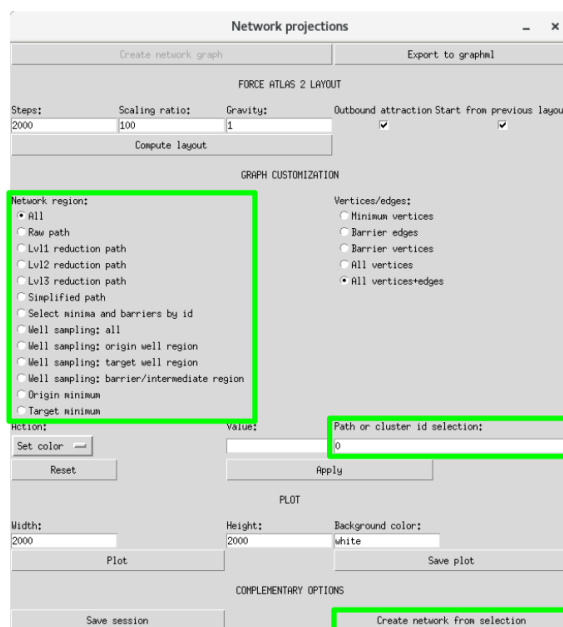 Network projections
Create network graph Export to graphml
FORCE ATLAS 2 LAYOUT
Steps: Scaling ratio: Gravity: Outbound attraction Start from previous layou
2000 100 1
Compute layout
GRAPH CUSTOMIZATION
Network region: Vertices/edges:
All Minimum vertices
Raw path Barrier edges
Lvl1 reduction path Barrier vertices
Lvl2 reduction path All vertices
Lvl3 reduction path All vertices+edges
Simplified path
Select minima and barriers by id
Well sampling: all
Well sampling: origin well region
Well sampling: target well region
Well sampling: barrier/intermediate region
Origin minimum
Target minimum
Action: Value: Path or cluster id selection:
Set color 0
Reset Apply
PLOT
Width: Height: Background color:
2000 2000 white
Plot Save plot
COMPLEMENTARY OPTIONS
Save session Create network from selection